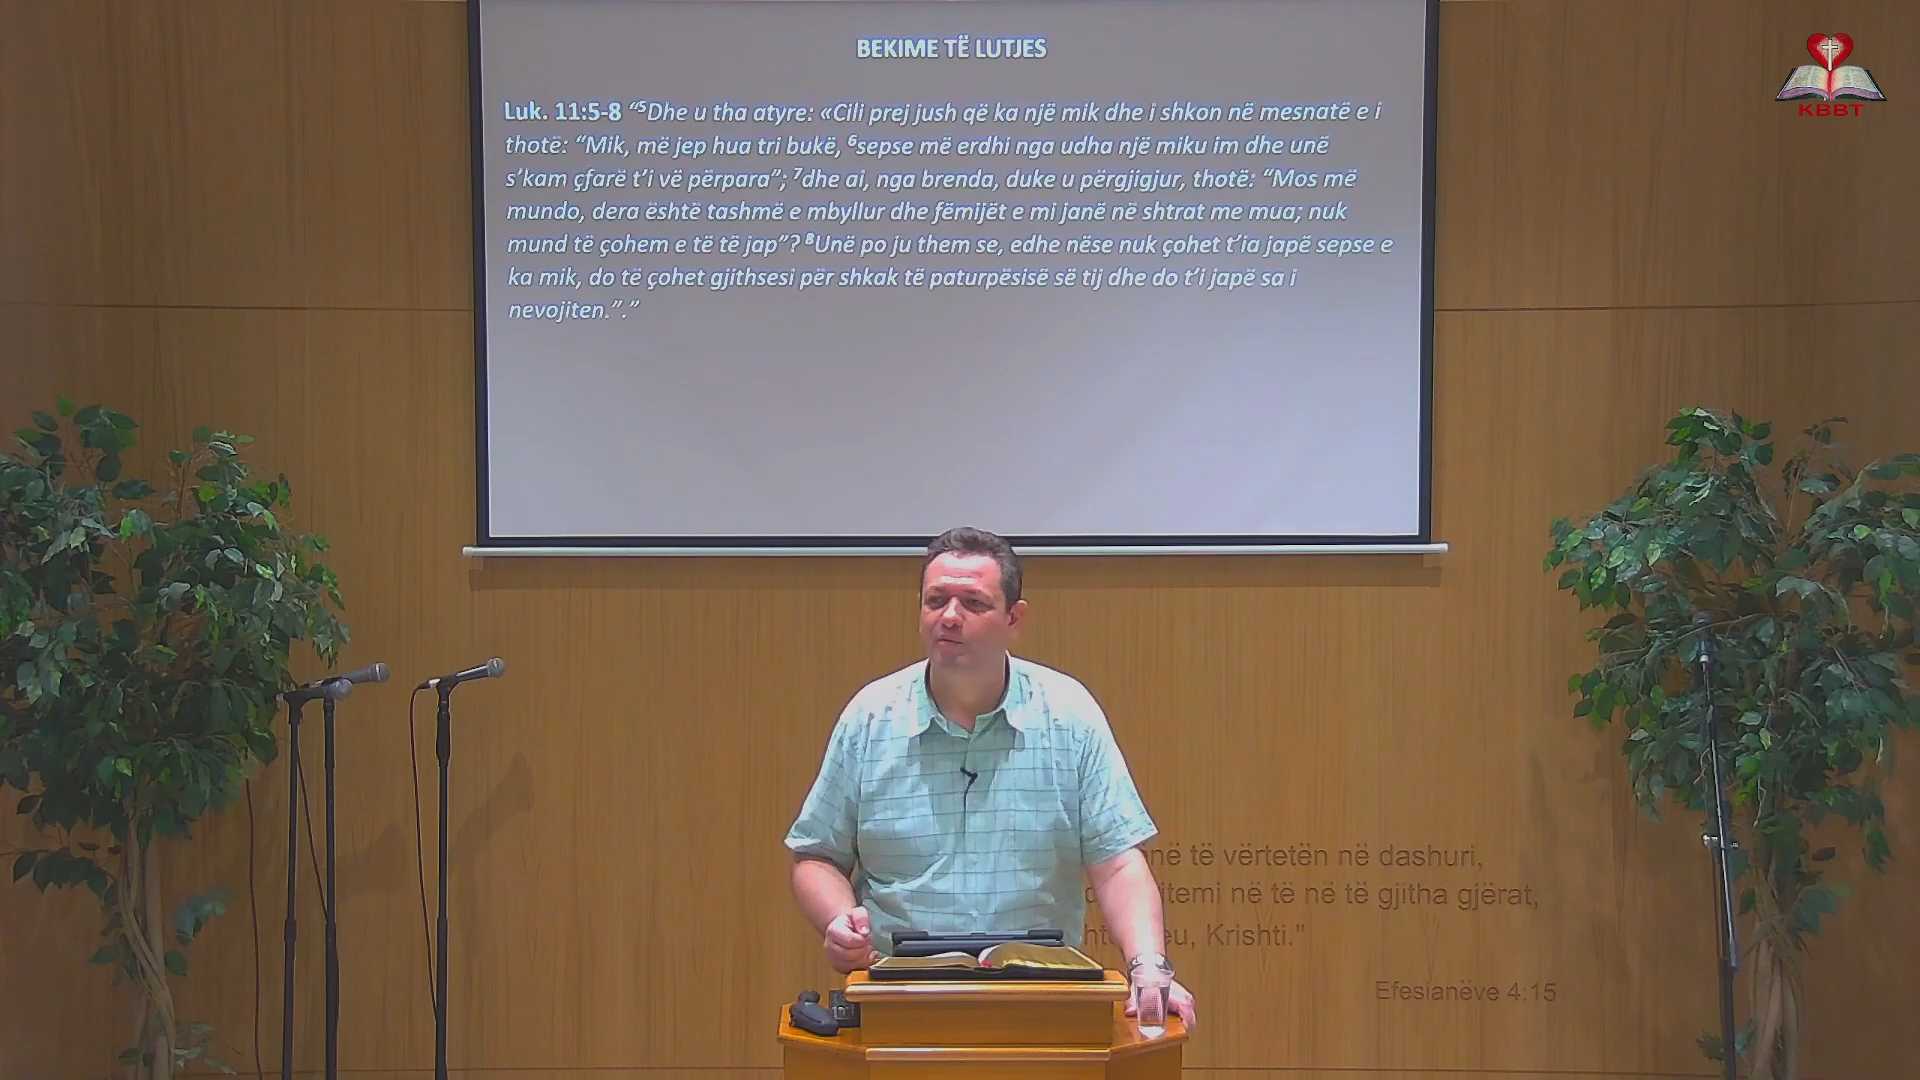 BEKIME TË LUTJES
Luk. 11:5-8 “⁵Dhe u tha atyre: «Cili prej jush që ka një mik dhe i shkon në mesnatë e i
thotë: “Mik, më jep hua tri bukë, ⁶sepse më erdhi nga udha një miku im dhe unë
s’kam çfarë t’i vë përpara”; ⁷dhe ai, nga brenda, duke u përgjigjur, thotë: “Mos më
mundo, dera është tashmë e mbyllur dhe fëmijët e mi janë në shtrat me mua; nuk
mund të çohem e të të jap”? ⁸Unë po ju them se, edhe nëse nuk çohet t’ia japë sepse e
ka mik, do të çohet gjithsesi për shkak të paturpësisë së tij dhe do t’i japë sa i
nevojiten.”.”
KBBT
në të vërtetën në dashuri,
në të në të gjitha gjërat,
Krishti."
Efesianëve 4:15